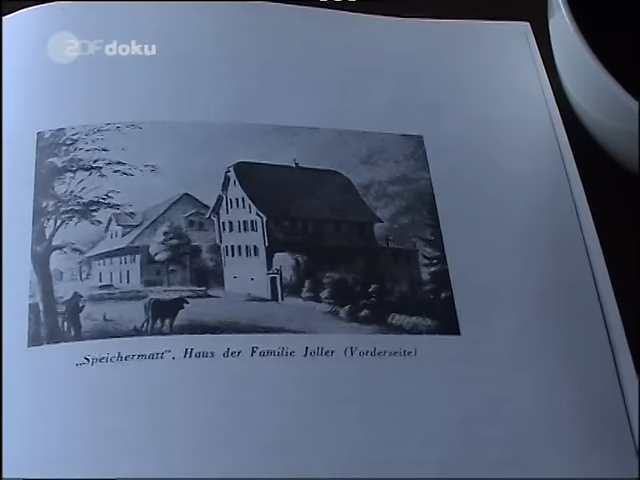 ZDFdoku
„Speichermatt", Haus der Familie Joller (Vorderseite)